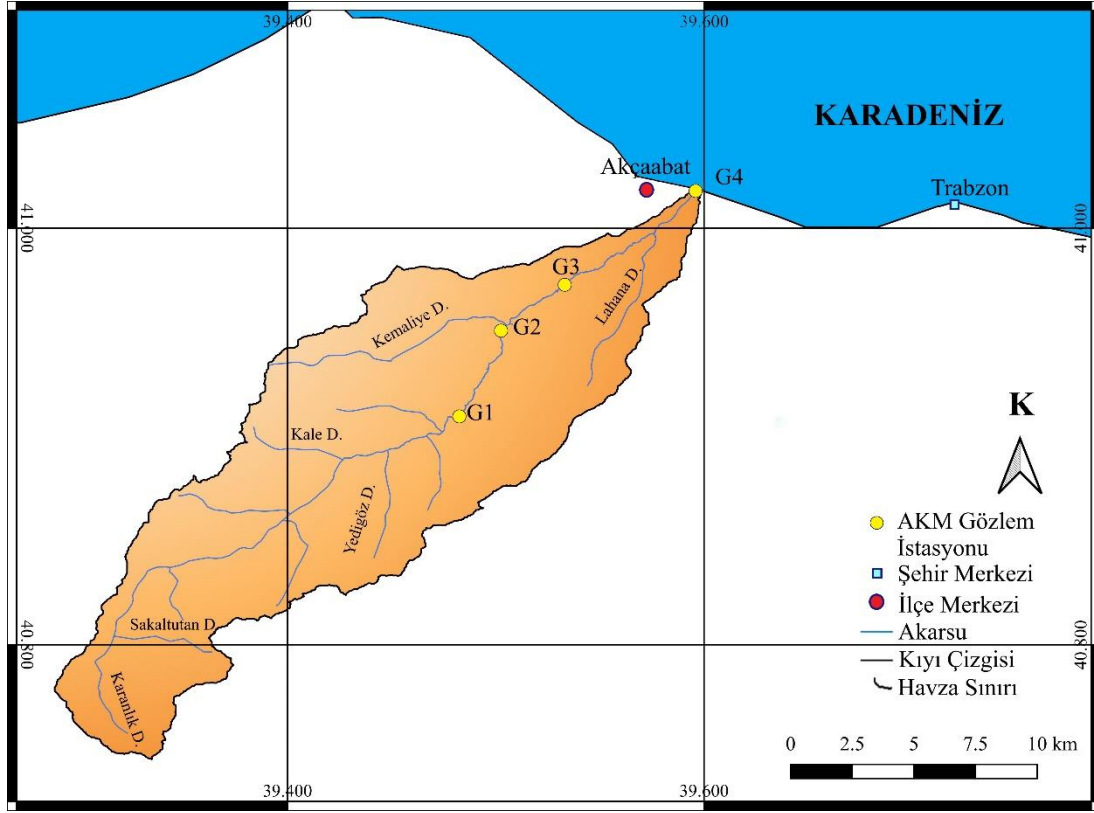 39.400
39.600
KARADENİZ
Akçaabat
G4
Trabzon
41.000
41.000
G3
Lahana D.
Kemaliye D.
G2
G1
K
Kale D.
Yedigöz D.
AKM Gözlem
İstasyonu
Şehir Merkezi
İlçe Merkezi
Sakaltutan D.
Akarsu
40.800
40.800
Kıyı Çizgisi
Havza Sınırı
Karanlık D.
0 2.5 5 7.5 10 km
39.400
39.600